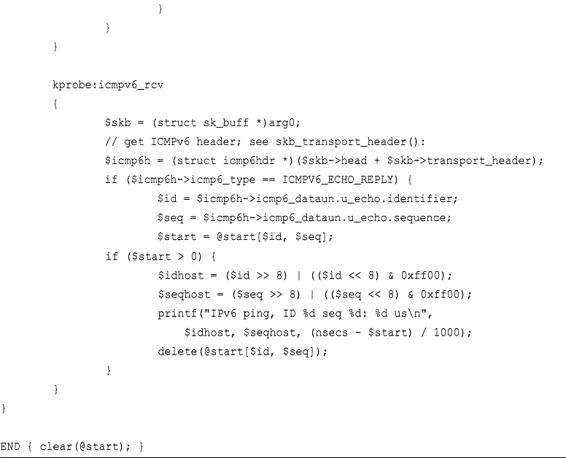 }
                }
        }

        kprobe:icmpv6_rcv
        {
                $skb = (struct sk_buff *)arg0;
                // get ICMPv6 header; see skb_transport_header():
                $icmp6h = (struct icmp6hdr *)($skb->head + $skb->transport_header);
                if ($icmp6h->icmp6_type == ICMPV6_ECHO_REPLY) {
                        $id = $icmp6h->icmp6_dataun.u_echo.identifier;
                        $seq = $icmp6h->icmp6_dataun.u_echo.sequence;
                        $start = @start[$id, $seq];
                if ($start > 0) {
                        $idhost = ($id >> 8) | (($id << 8) & 0xff00);
                        $seqhost = ($seq >> 8) | (($seq << 8) & 0xff00);
                        printf("IPv6 ping, ID %d seq %d: %d us\n",
                            $idhost, $seqhost, (nsecs - $start) / 1000);
                        delete(@start[$id, $seq]);
                }
        }
}

END { clear(@start); }